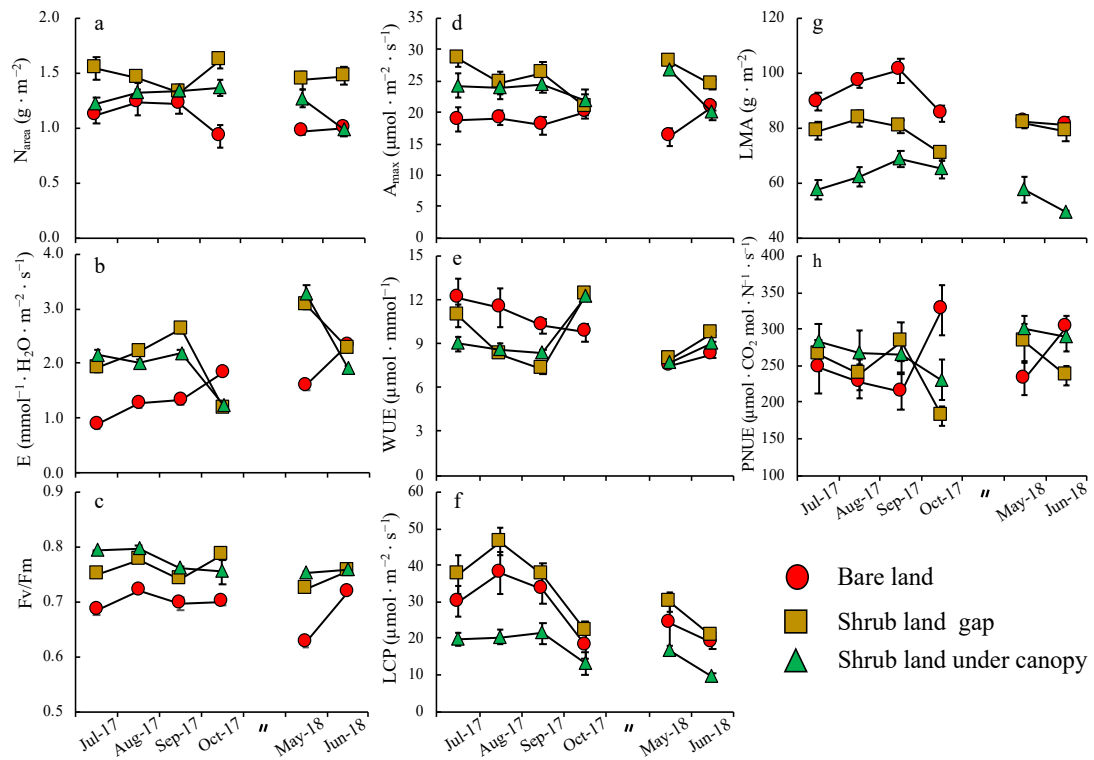 a
N_area (g · m⁻²)
2.0
1.5
1.0
0.5
0.0
d
A_max (μmol · m⁻² · s⁻¹)
35
30
25
20
15
10
5
0
g
LMA (g · m⁻²)
120
100
80
60
40
b
E (mmol⁻¹ · H₂O · m⁻² · s⁻¹)
4.0
3.0
2.0
1.0
0.0
e
WUE (μmol · mmol⁻¹)
15
12
9
6
3
0
h
PNUE (μmol · CO₂ mol · N⁻¹ · s⁻¹)
400
350
300
250
200
150
100
Jul-17 Aug-17 Sep-17 Oct-17 〃 May-18 Jun-18
c
Fv/Fm
0.9
0.8
0.7
0.6
0.5
Jul-17 Aug-17 Sep-17 Oct-17 〃 May-18 Jun-18
f
LCP (μmol · m⁻² · s⁻¹)
60
50
40
30
20
10
0
Jul-17 Aug-17 Sep-17 Oct-17 〃 May-18 Jun-18
Bare land
Shrub land gap
Shrub land under canopy